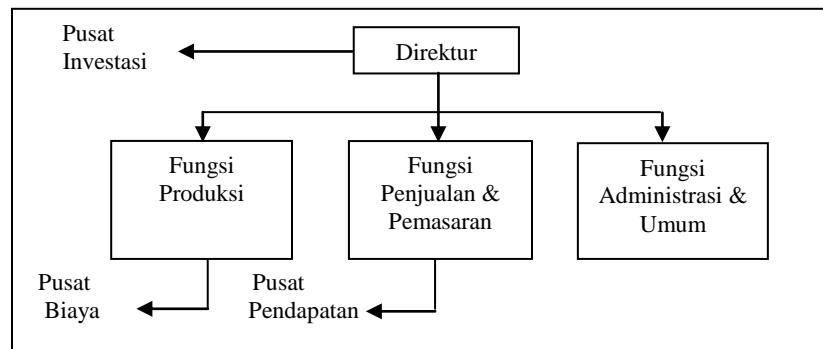 Pusat
Investasi
Direktur
Fungsi
Produksi
Fungsi
Penjualan &
Pemasaran
Fungsi
Administrasi &
Umum
Pusat
Biaya
Pusat
Pendapatan